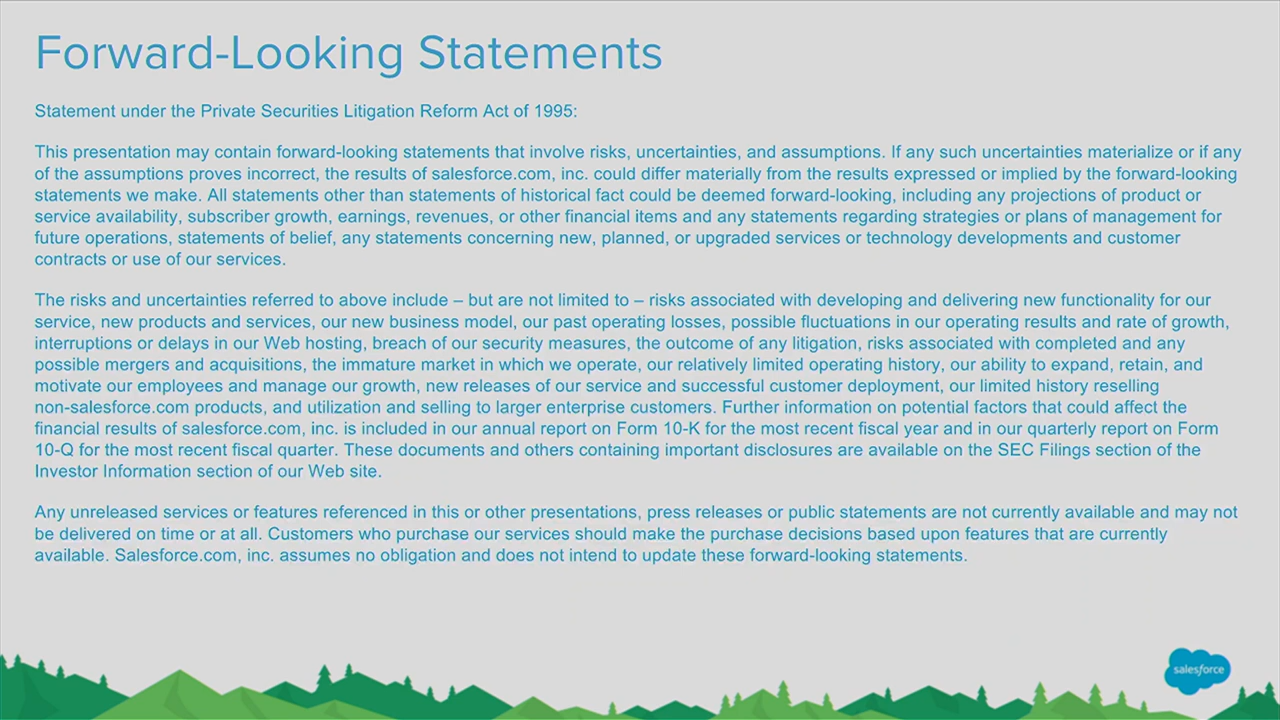 Forward-Looking Statements
Statement under the Private Securities Litigation Reform Act of 1995:
This presentation may contain forward-looking statements that involve risks, uncertainties, and assumptions. If any such uncertainties materialize or if any
of the assumptions proves incorrect, the results of salesforce.com, inc. could differ materially from the results expressed or implied by the forward-looking
statements we make. All statements other than statements of historical fact could be deemed forward-looking, including any projections of product or
service availability, subscriber growth, earnings, revenues, or other financial items and any statements regarding strategies or plans of management for
future operations, statements of belief, any statements concerning new, planned, or upgraded services or technology developments and customer
contracts or use of our services.
The risks and uncertainties referred to above include – but are not limited to – risks associated with developing and delivering new functionality for our
service, new products and services, our new business model, our past operating losses, possible fluctuations in our operating results and rate of growth,
interruptions or delays in our Web hosting, breach of our security measures, the outcome of any litigation, risks associated with completed and any
possible mergers and acquisitions, the immature market in which we operate, our relatively limited operating history, our ability to expand, retain, and
motivate our employees and manage our growth, new releases of our service and successful customer deployment, our limited history reselling
non-salesforce.com products, and utilization and selling to larger enterprise customers. Further information on potential factors that could affect the
financial results of salesforce.com, inc. is included in our annual report on Form 10-K for the most recent fiscal year and in our quarterly report on Form
10-Q for the most recent fiscal quarter. These documents and others containing important disclosures are available on the SEC Filings section of the
Investor Information section of our Web site.
Any unreleased services or features referenced in this or other presentations, press releases or public statements are not currently available and may not
be delivered on time or at all. Customers who purchase our services should make the purchase decisions based upon features that are currently
available. Salesforce.com, inc. assumes no obligation and does not intend to update these forward-looking statements.
salesforce